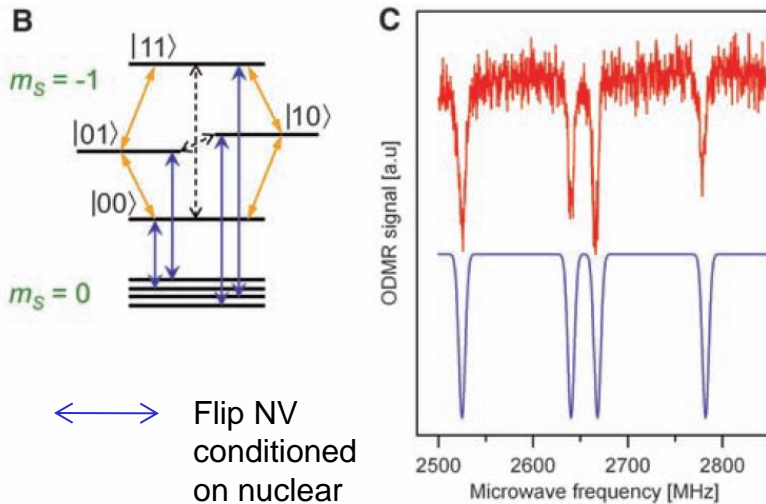 B
|11⟩
m_S = -1
|10⟩
|01⟩
|00⟩
m_S = 0
Flip NV
conditioned
on nuclear
C
ODMR signal [a.u]
2500 2600 2700 2800
Microwave frequency [MHz]